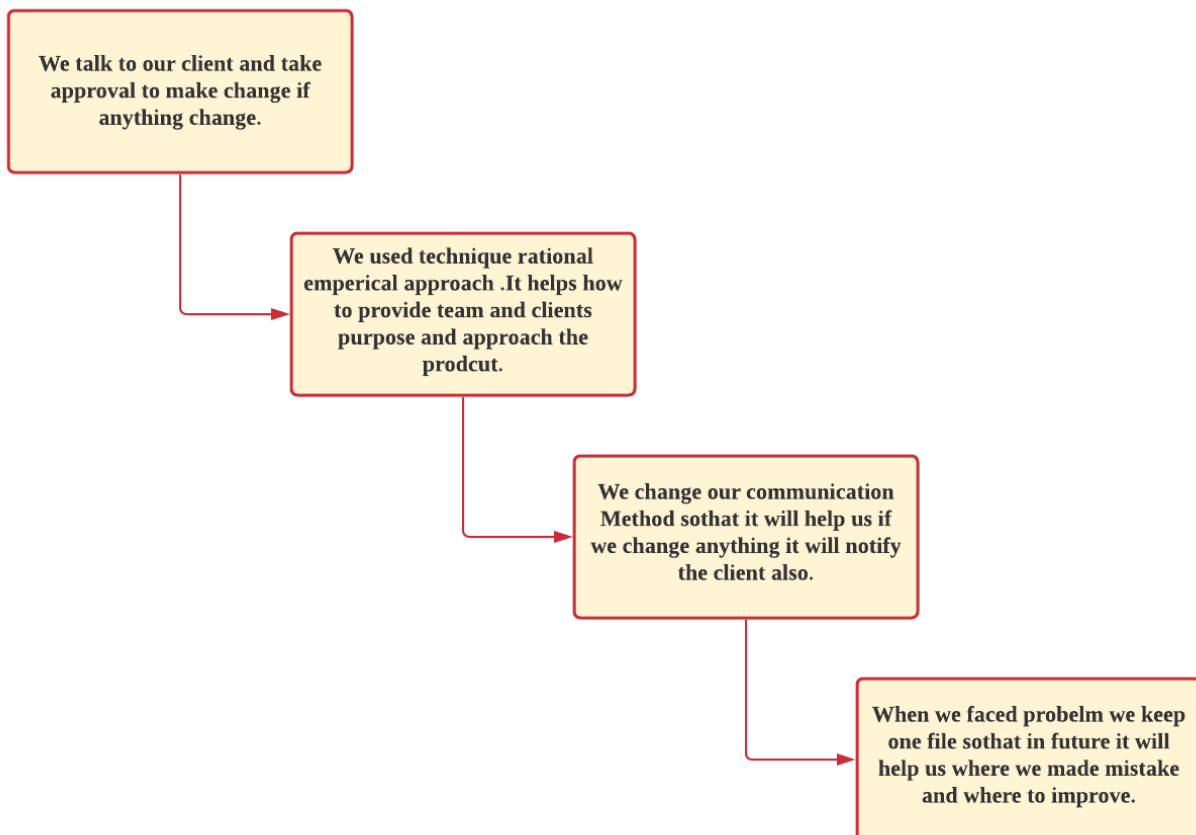 We talk to our client and take
approval to make change if
anything change.
We used technique rational
emperical approach .It helps how
to provide team and clients
purpose and approach the
prodcut.
We change our communication
Method sothat it will help us if
we change anything it will notify
the client also.
When we faced probelm we keep
one file sothat in future it will
help us where we made mistake
and where to improve.